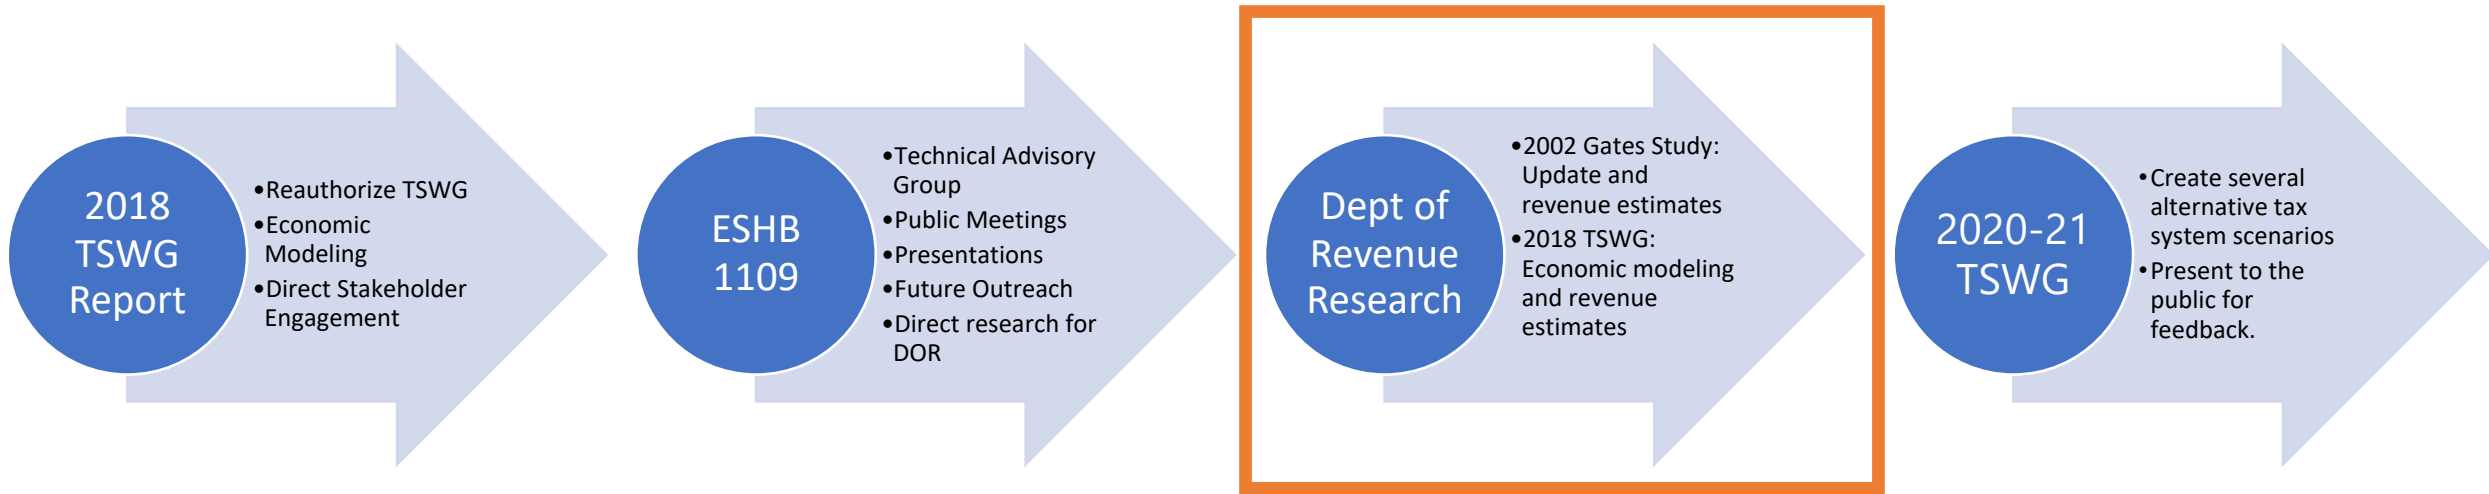 2018
TSWG
Report
•Reauthorize TSWG
•Economic
Modeling
•Direct Stakeholder
Engagement
ESHB
1109
•Technical Advisory
Group
•Public Meetings
•Presentations
•Future Outreach
•Direct research for
DOR
Dept of
Revenue
Research
•2002 Gates Study:
Update and
revenue estimates
•2018 TSWG:
Economic modeling
and revenue
estimates
2020-21
TSWG
•Create several
alternative tax
system scenarios
•Present to the
public for
feedback.